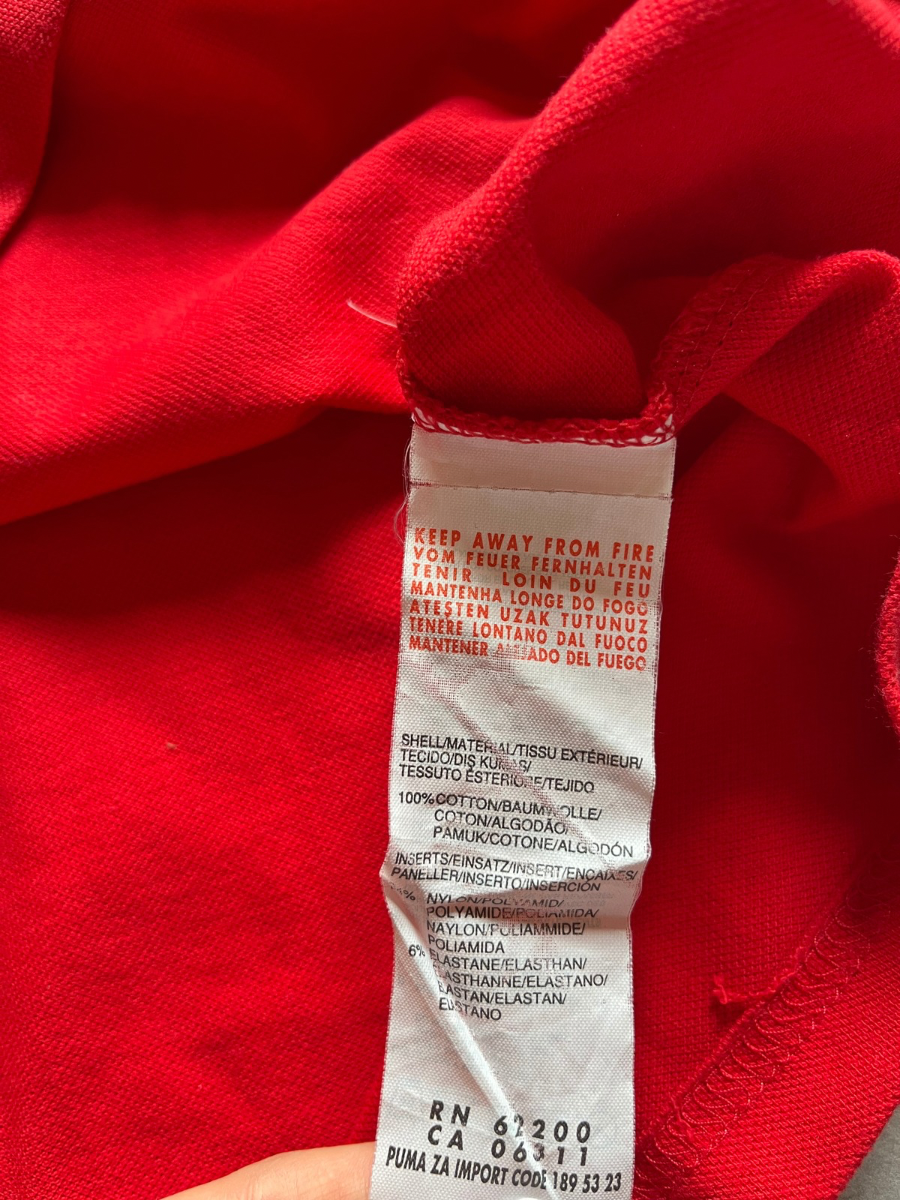 KEEP AWAY FROM FIRE
VOM FEUER FERNHALTEN
TENIR LOIN DU FEU
MANTENHA LONGE DO FOGO
ATEŞTEN UZAK TUTUNUZ
TENERE LONTANO DAL FUOCO
MANTENER DEL FUEGO
SHELL/MATERIAL/TISSU EXTÉRIEUR/
TECIDO/DIŞ KUMAŞ/
TESSUTO ESTERIORE/TEJIDO
100% COTTON/BAUMWOLLE/
COTON/ALGODÃO/
PAMUK/COTONE/ALGODÓN
INSERTS/EINSATZ/INSERT/ENCAIXES/
PANELLER/INSERTO/INSERCIÓN
NYLON/POLYAMID/
POLYAMIDE/POLIAMIDA/
NAYLON/POLIAMMIDE/
POLIAMIDA
6% ELASTANE/ELASTHAN/
ELASTHANNE/ELASTANO/
ELASTAN/ELASTAN/
ELASTANO
RN 62200
CA 06311
PUMA ZA IMPORT CODE 189 53 23